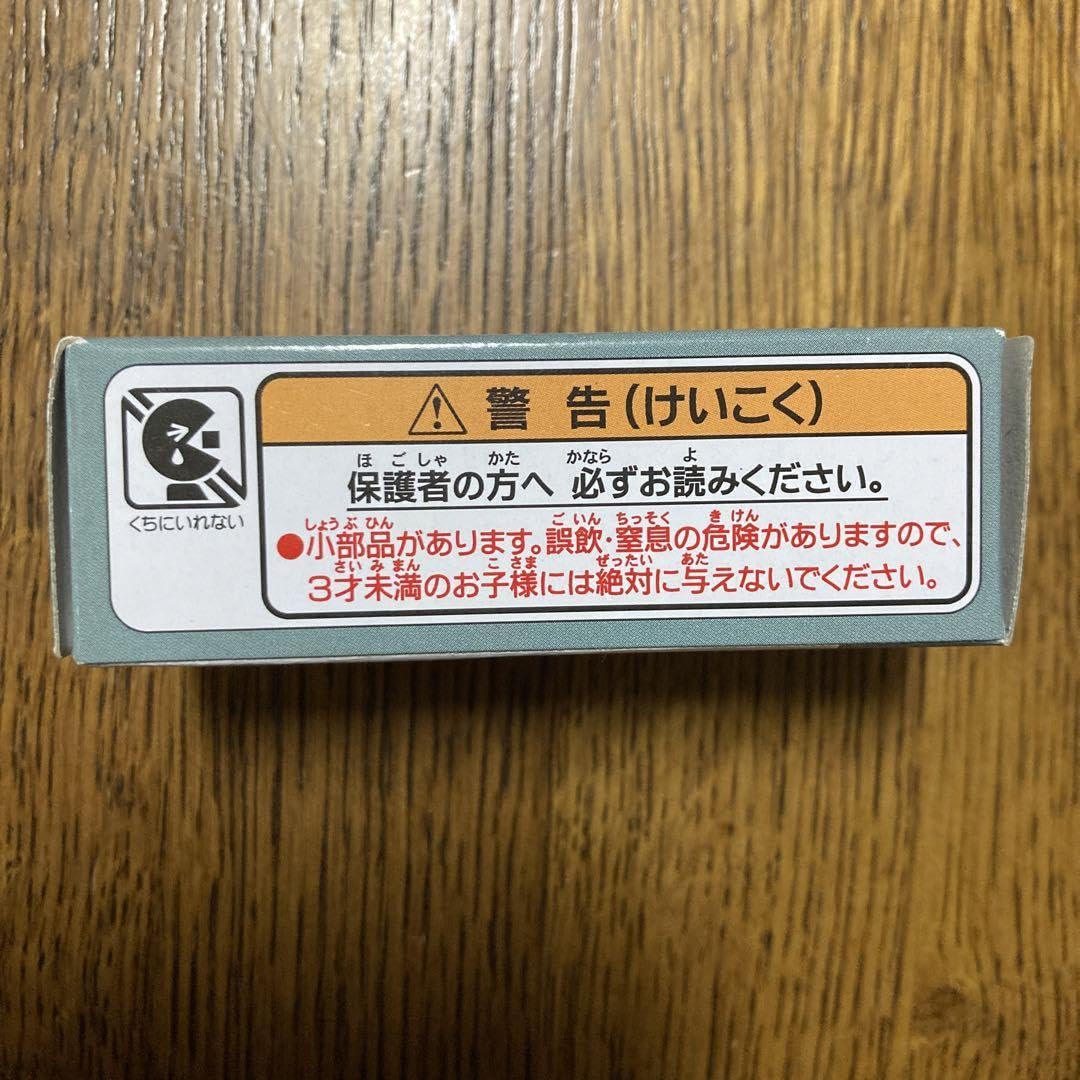 警告(けいこく)
保護者の方へ 必ずお読みください。
ほごしゃ かた かなら よ
●小部品があります。誤飲・窒息の危険がありますので、
しょうぶひん ごいん ちっそく きけん
3才未満のお子様には絶対に与えないでください。
さいみまん こさま ぜったい あた
くちにいれない